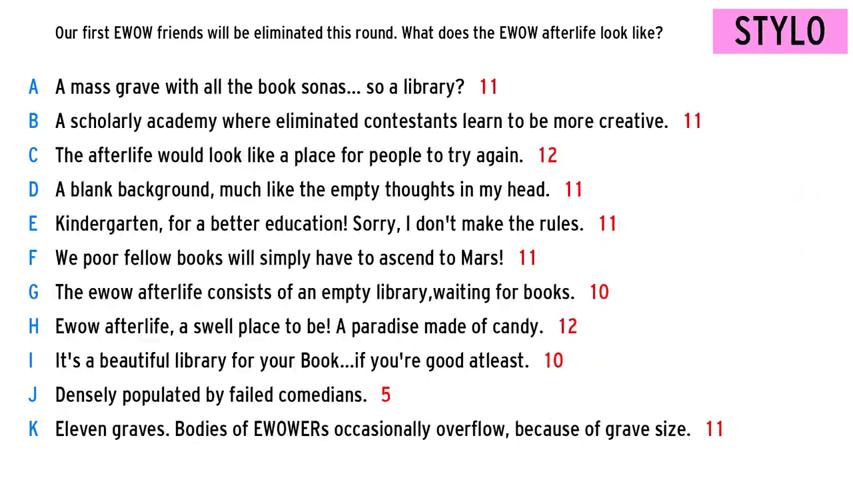 Our first EWOW friends will be eliminated this round. What does the EWOW afterlife look like?
STYLO
A A mass grave with all the book sonas... so a library? 11
B A scholarly academy where eliminated contestants learn to be more creative. 11
C The afterlife would look like a place for people to try again. 12
D A blank background, much like the empty thoughts in my head. 11
E Kindergarten, for a better education! Sorry, I don't make the rules. 11
F We poor fellow books will simply have to ascend to Mars! 11
G The ewow afterlife consists of an empty library,waiting for books. 10
H Ewow afterlife, a swell place to be! A paradise made of candy. 12
I It's a beautiful library for your Book...if you're good atleast. 10
J Densely populated by failed comedians. 5
K Eleven graves. Bodies of EWOWERs occasionally overflow, because of grave size. 11